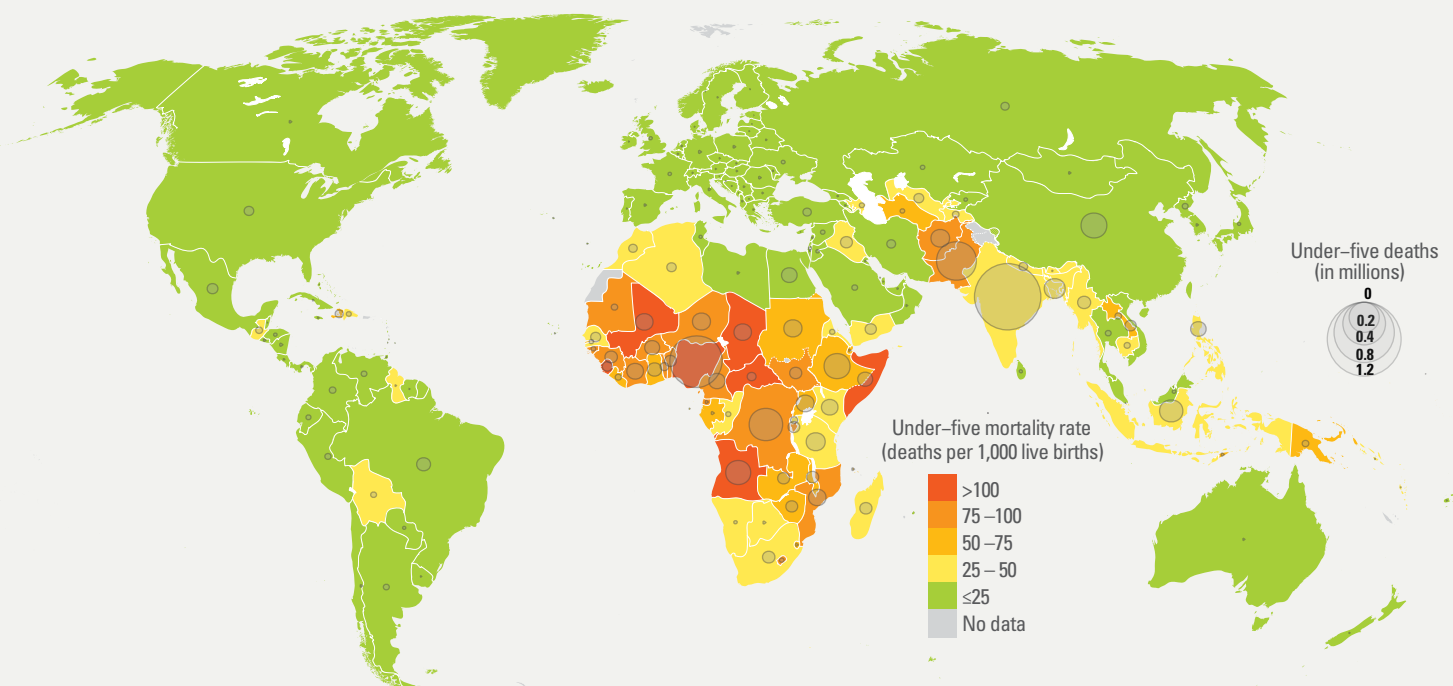 Under–five deaths
(in millions)
0
0.2
0.4
0.8
1.2
Under–five mortality rate
(deaths per 1,000 live births)
>100
75 –100
50 –75
25 – 50
≤25
No data